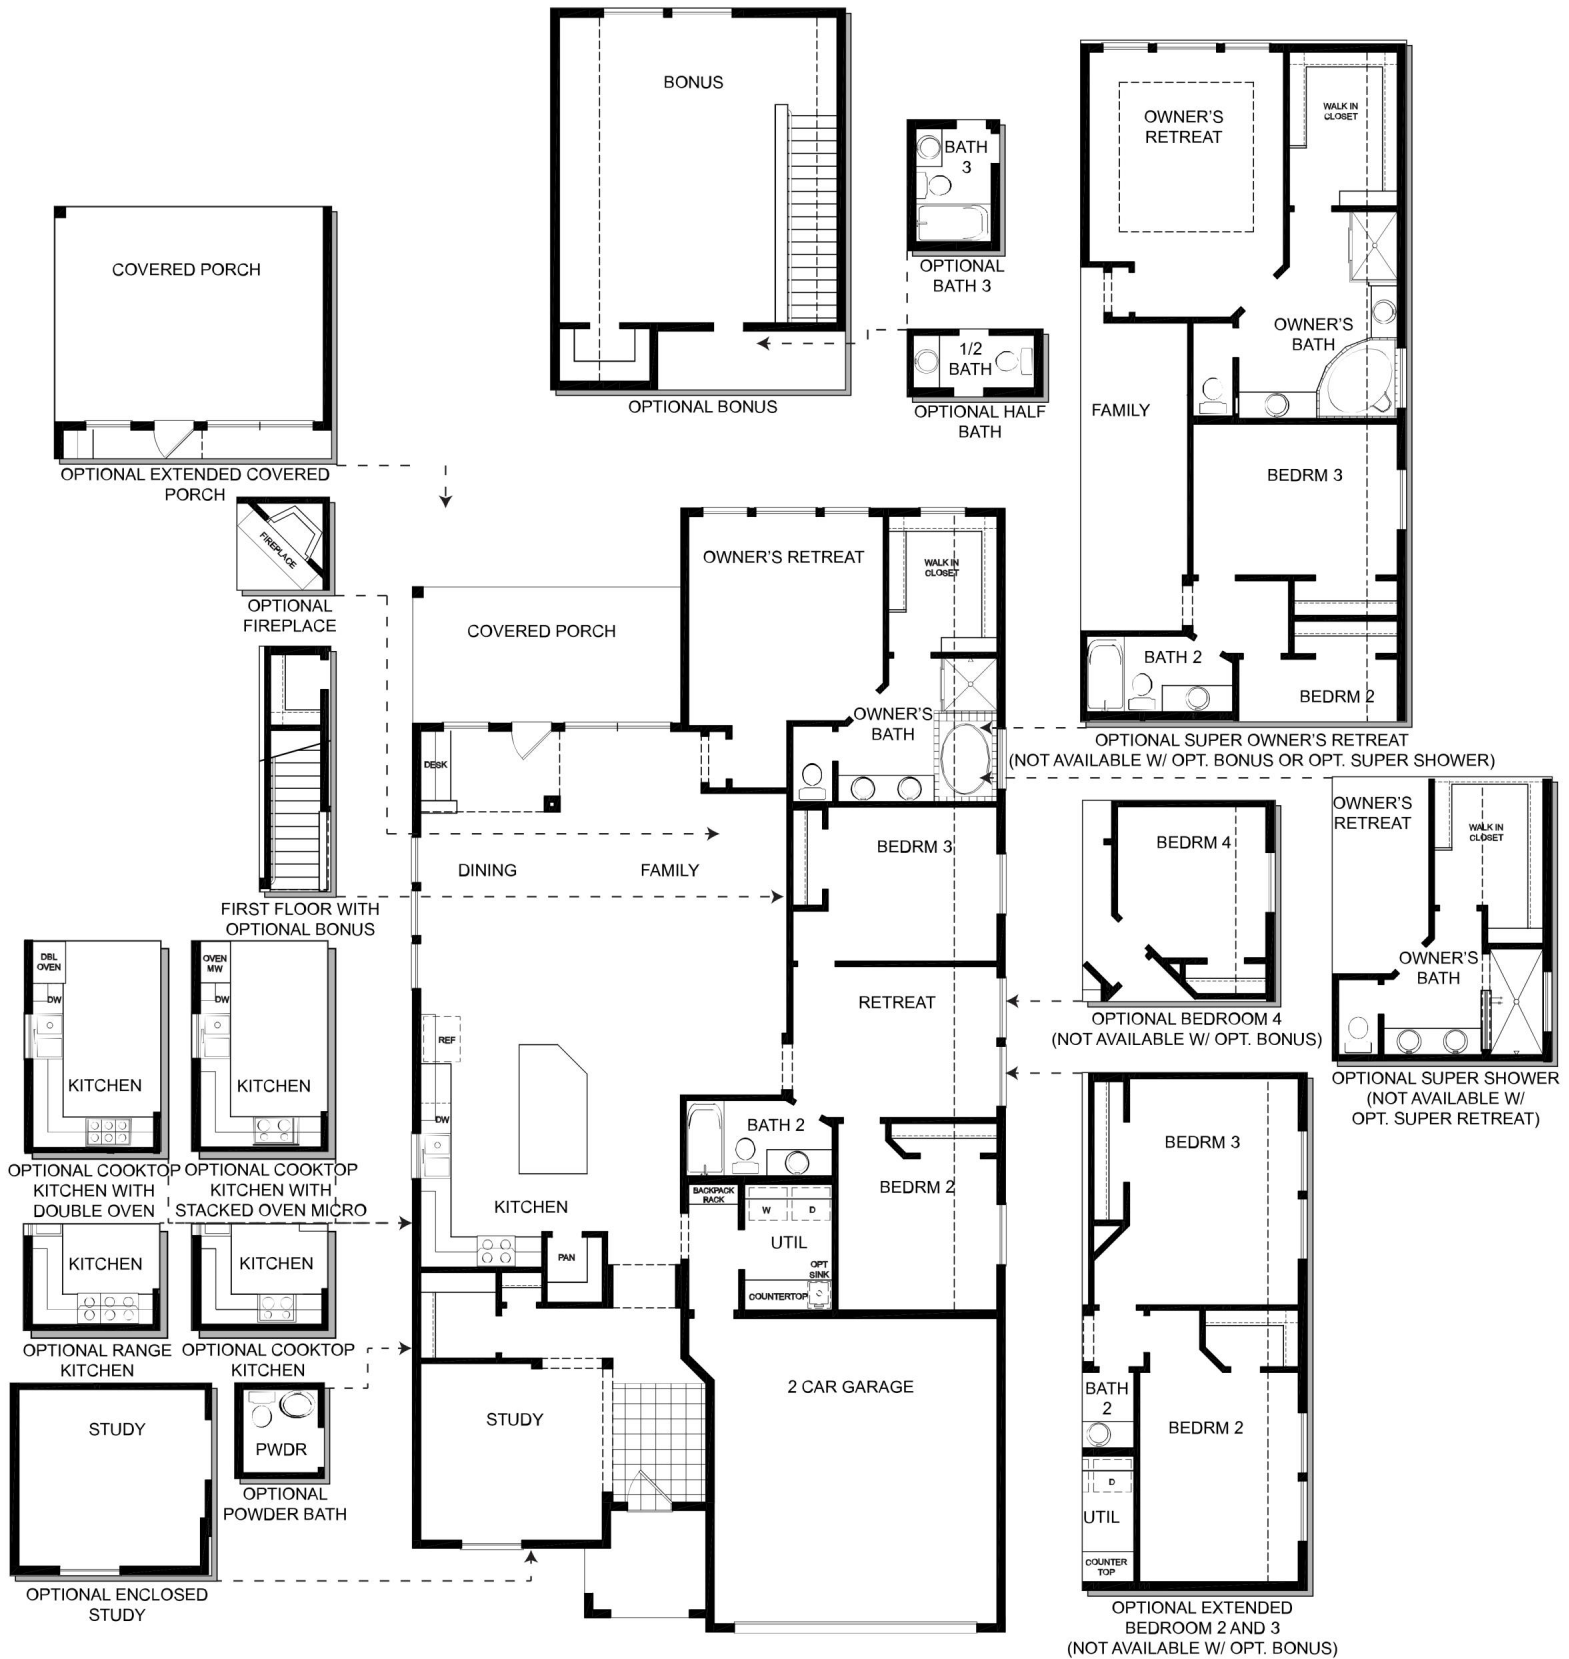 BONUS
OPTIONAL BONUS
BATH
3
OPTIONAL
BATH 3
1/2
BATH
OPTIONAL HALF
BATH
OWNER'S
RETREAT
WALK IN
CLOSET
OWNER'S
BATH
FAMILY
BEDRM 3
BATH 2
BEDRM 2
OPTIONAL SUPER OWNER'S RETREAT
(NOT AVAILABLE W/ OPT. BONUS OR OPT. SUPER SHOWER)
COVERED PORCH
OPTIONAL EXTENDED COVERED
PORCH
FIREPLACE
OPTIONAL
FIREPLACE
FIRST FLOOR WITH
OPTIONAL BONUS
DBL
OVEN
DW
KITCHEN
OPTIONAL COOKTOP
KITCHEN WITH
DOUBLE OVEN
OVEN
MW
DW
KITCHEN
OPTIONAL COOKTOP
KITCHEN WITH
STACKED OVEN MICRO
KITCHEN
OPTIONAL RANGE
KITCHEN
KITCHEN
OPTIONAL COOKTOP
KITCHEN
STUDY
OPTIONAL ENCLOSED
STUDY
PWDR
OPTIONAL
POWDER BATH
OWNER'S RETREAT
WALK IN
CLOSET
COVERED PORCH
OWNER'S
BATH
DESK
DINING
FAMILY
BEDRM 3
RETREAT
REF
DW
BATH 2
BEDRM 2
BACKPACK
RACK
W
D
UTIL
OPT
SINK
COUNTERTOP
KITCHEN
PAN
STUDY
2 CAR GARAGE
BEDRM 4
OPTIONAL BEDROOM 4
(NOT AVAILABLE W/ OPT. BONUS)
OWNER'S
RETREAT
WALK IN
CLOSET
OWNER'S
BATH
OPTIONAL SUPER SHOWER
(NOT AVAILABLE W/
OPT. SUPER RETREAT)
BEDRM 3
BATH
2
BEDRM 2
D
UTIL
COUNTER
TOP
OPTIONAL EXTENDED
BEDROOM 2 AND 3
(NOT AVAILABLE W/ OPT. BONUS)